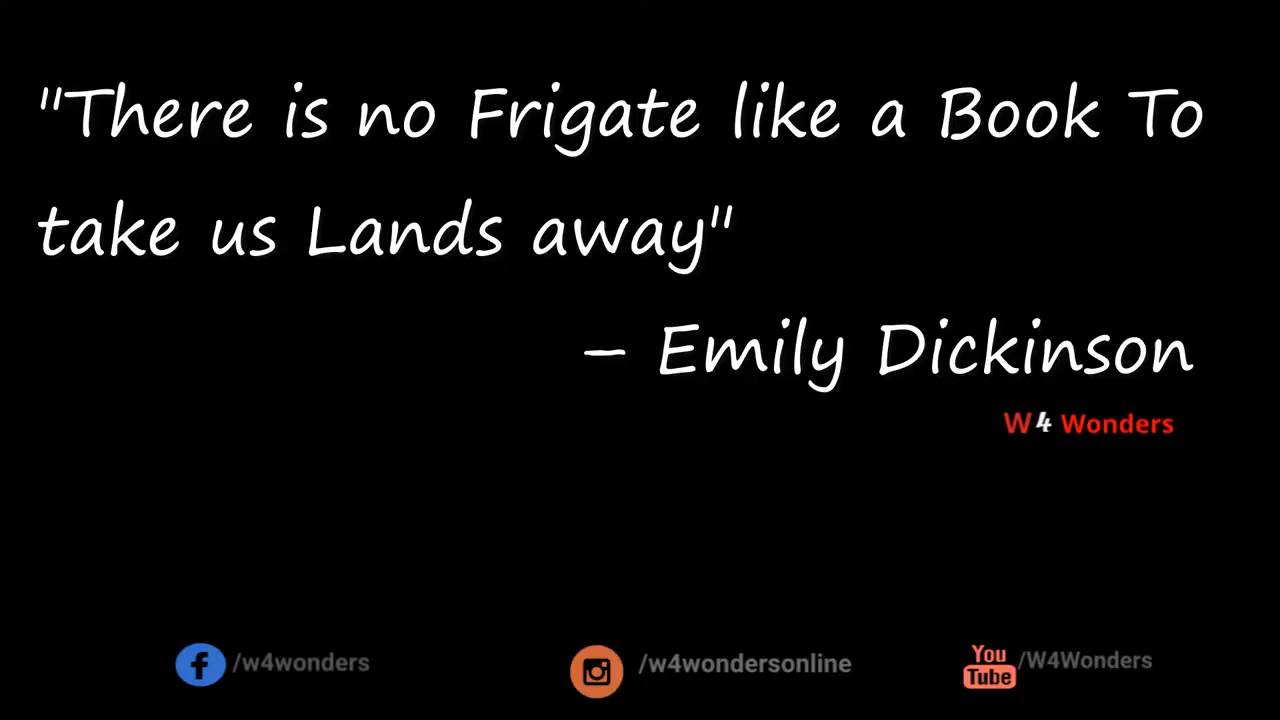 "There is no Frigate like a Book To
take us Lands away"
– Emily Dickinson
W4 Wonders
/w4wonders
/w4wondersonline
You
Tube
/W4Wonders